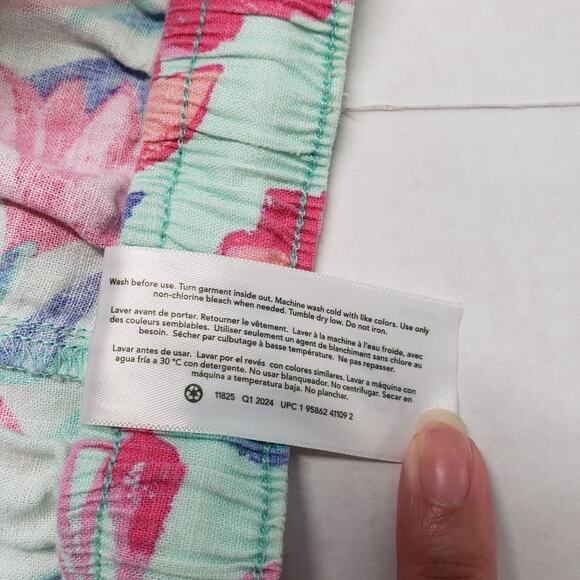 Wash before use. Turn garment inside out. Machine wash cold with like colors. Use only
non-chlorine bleach when needed. Tumble dry low. Do not iron.
Laver avant de porter. Retourner le vêtement. Laver à la machine à l'eau froide, avec
des couleurs semblables. Utiliser seulement un agent de blanchiment sans chlore au
besoin. Sécher par culbutage à basse température. Ne pas repasser.
Lavar antes de usar. Lavar por el revés con colores similares. Lavar a máquina con
agua fría a 30 °C con detergente. No usar blanqueador. No centrifugar. Secar en
máquina a temperatura baja. No planchar.
11825 Q1 2024 UPC 1 95862 41109 2